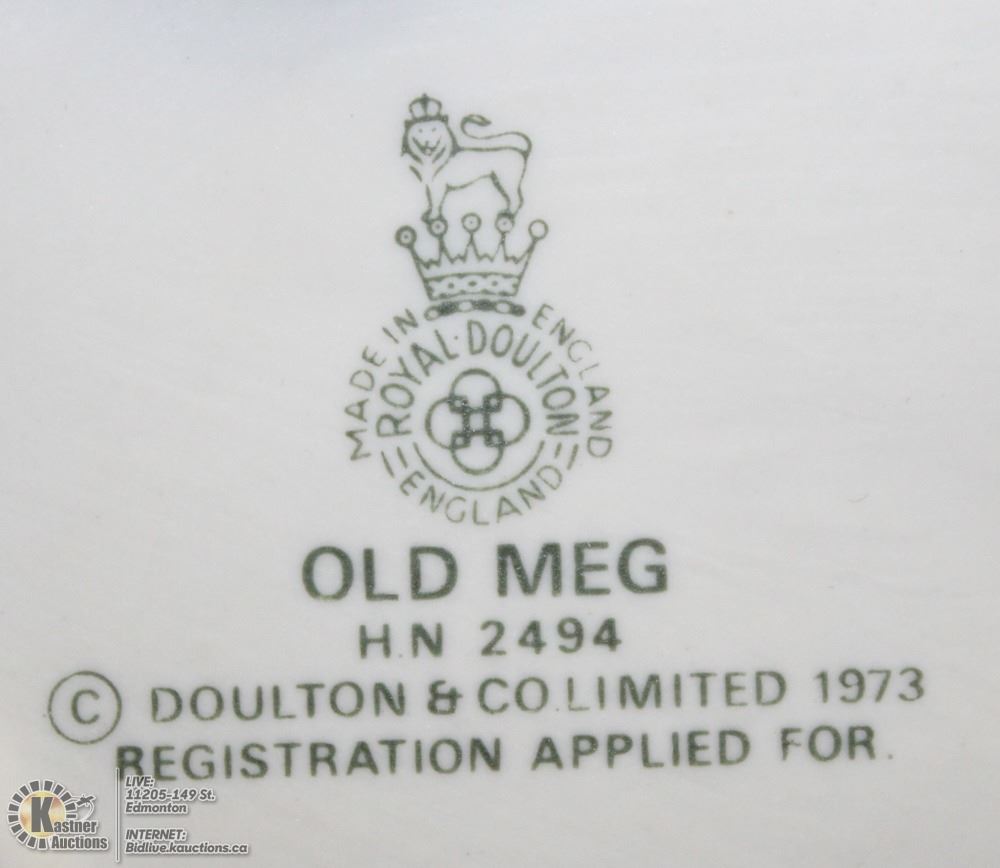 MADE IN ENGLAND
ROYAL·DOULTON
ENGLAND
OLD MEG
H.N 2494
© DOULTON & CO.LIMITED 1973
REGISTRATION APPLIED FOR.
Kastner
Auctions
LIVE:
11205-149 St.
Edmonton
INTERNET:
Bidlive.kauctions.ca